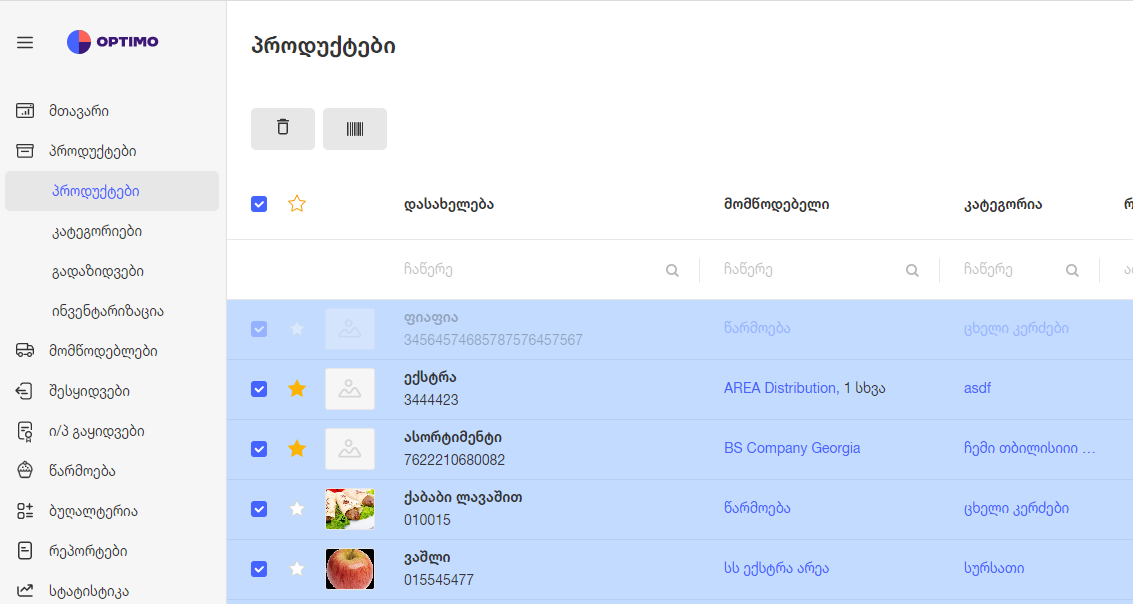 OPTIMO
მთავარი
პროდუქტები
პროდუქტები
კატეგორიები
გადაზიდვები
ინვენტარიზაცია
მომწოდებლები
შესყიდვები
ი/პ გაყიდვები
წარმოება
ბუღალტერია
რეპორტები
სტატისტიკა
პროდუქტები
დასახელება მომწოდებელი კატეგორია
ჩაწერე ჩაწერე ჩაწერე
ფიაფია წარმოება ცხელი კერძები
34564574685787576457567
ექსტრა AREA Distribution, 1 სხვა asdf
3444423
ასორტიმენტი BS Company Georgia ჩემი თბილისიიი ...
7622210680082
ქაბაბი ლავაშით წარმოება ცხელი კერძები
010015
ვაშლი სს ექსტრა არეა სურსათი
015545477